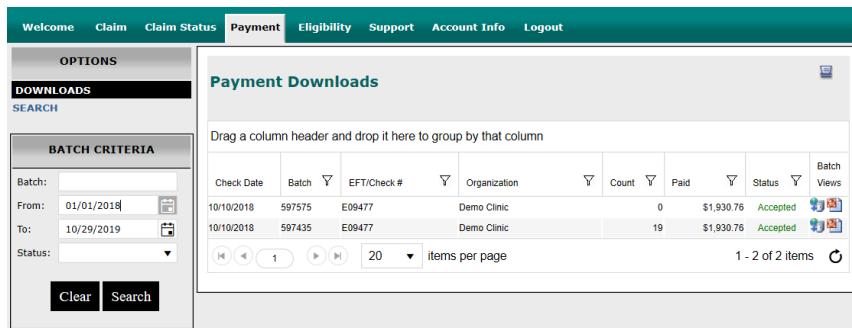 Welcome Claim Claim Status Payment Eligibility Support Account Info Logout
OPTIONS
DOWNLOADS
SEARCH
BATCH CRITERIA
Batch:
From: 01/01/2018
To: 10/29/2019
Status:
Clear Search
Payment Downloads
Drag a column header and drop it here to group by that column
Check Date Batch EFT/Check # Organization Count Paid Status Batch Views
10/10/2018 597575 E09477 Demo Clinic 0 $1,930.76 Accepted
10/10/2018 597435 E09477 Demo Clinic 19 $1,930.76 Accepted
1 20 items per page 1 - 2 of 2 items